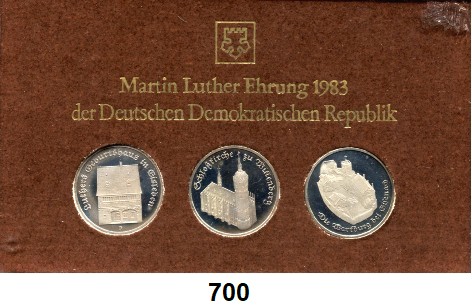 Martin Luther Ehrung 1983
der Deutschen Demokratischen Republik
Luthers Geburtshaus in Eisleben
Schloßkirche zu Wittenberg
Die Wartburg bei Eisenach
700